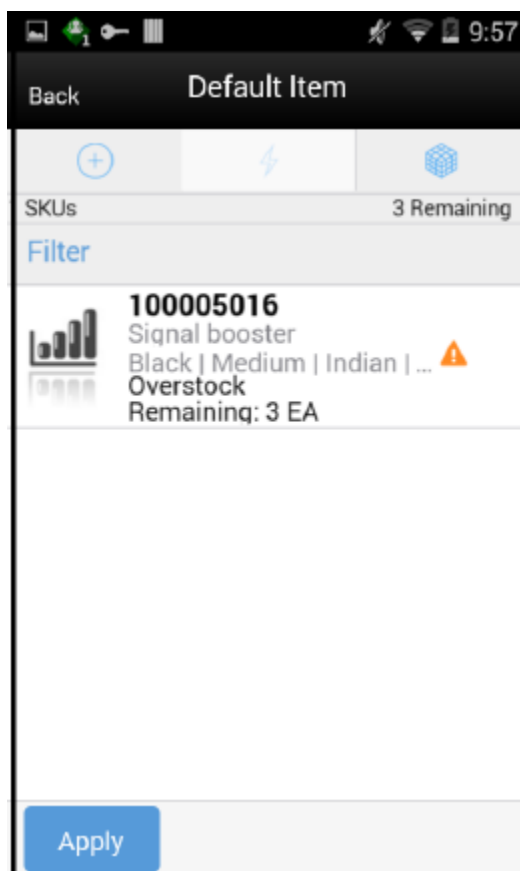 1
9:57
Back
Default Item
SKUs
3 Remaining
Filter
100005016
Signal booster
Black | Medium | Indian | ...
Overstock
Remaining: 3 EA
Apply